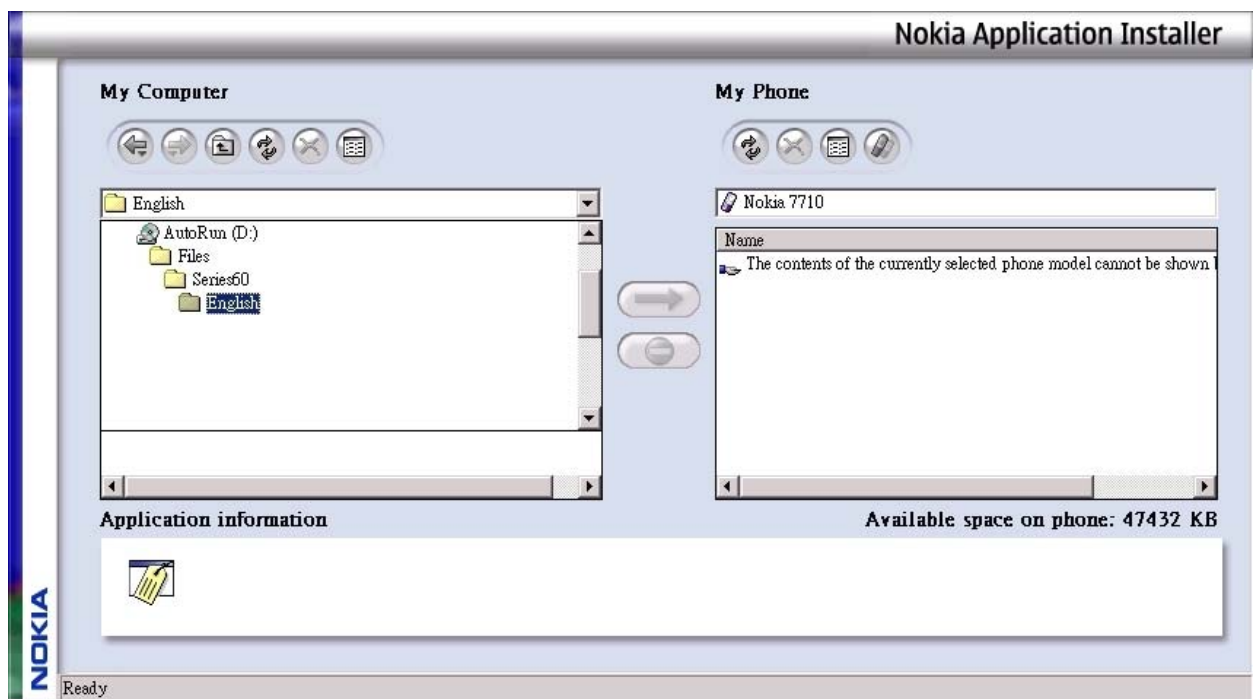 Nokia Application Installer
My Computer
My Phone
English
Nokia 7710
AutoRun (D:)
Files
Series60
English
Name
The contents of the currently selected phone model cannot be shown
Application information
Available space on phone: 47432 KB
NOKIA
Ready